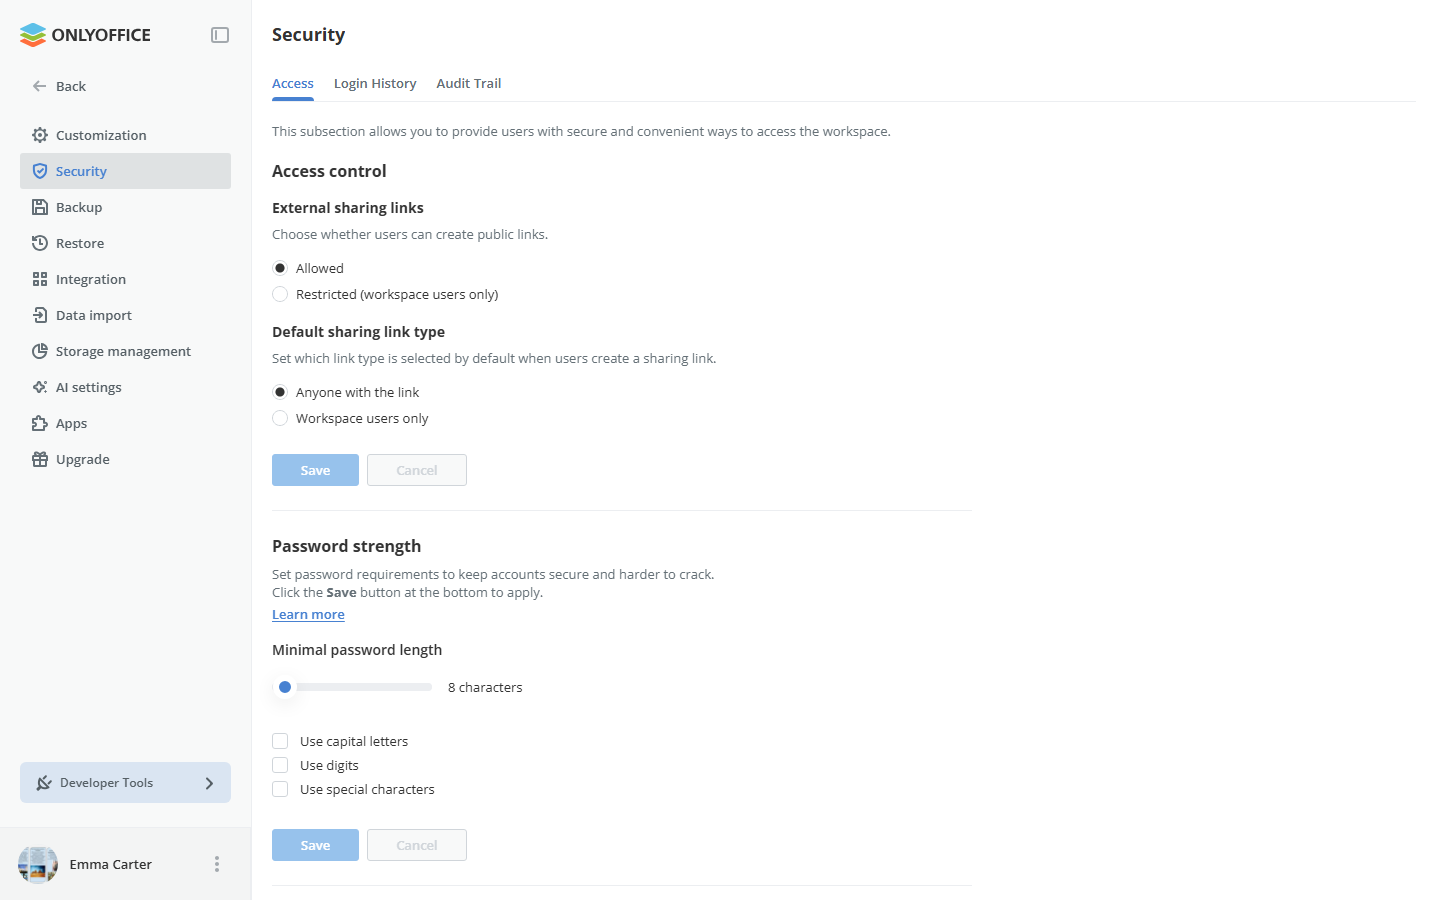 ONLYOFFICE
Back
Customization
Security
Backup
Restore
Integration
Data import
Storage management
AI settings
Apps
Upgrade
Developer Tools
Emma Carter
Security
Access
Login History
Audit Trail
This subsection allows you to provide users with secure and convenient ways to access the workspace.
Access control
External sharing links
Choose whether users can create public links.
Allowed
Restricted (workspace users only)
Default sharing link type
Set which link type is selected by default when users create a sharing link.
Anyone with the link
Workspace users only
Save
Cancel
Password strength
Set password requirements to keep accounts secure and harder to crack.
Click the Save button at the bottom to apply.
Learn more
Minimal password length
8 characters
Use capital letters
Use digits
Use special characters
Save
Cancel